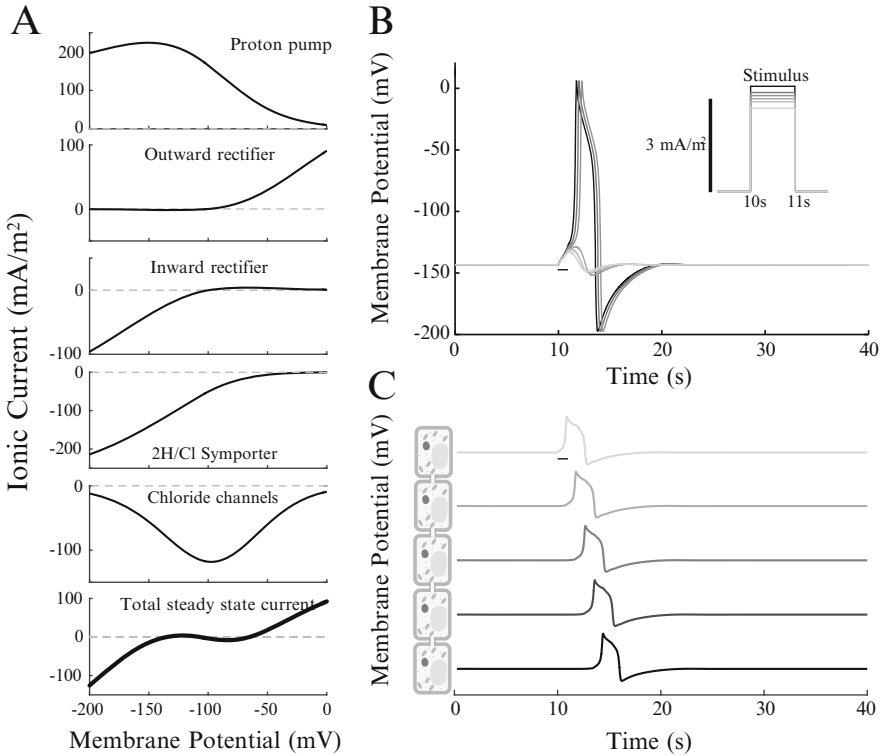 A
Ionic Current (mA/m²)
Proton pump
200
100
0
Outward rectifier
100
0
Inward rectifier
0
-100
0
-100
-200
2H/Cl Symporter
0
Chloride channels
-100
Total steady state current
100
0
-100
-200 -150 -100 -50 0
Membrane Potential (mV)
B
Membrane Potential (mV)
0
-50
-100
-150
-200
Stimulus
3 mA/m²
10s 11s
0 10 20 30 40
Time (s)
C
Membrane Potential (mV)
0 10 20 30 40
Time (s)